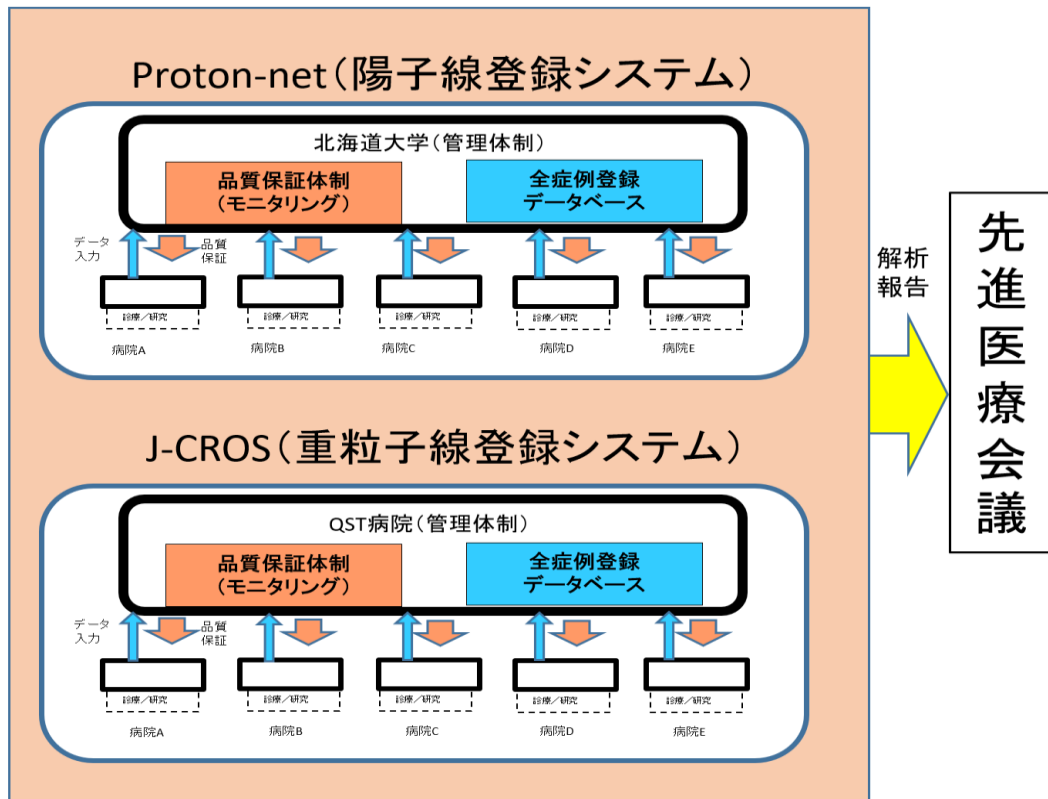 Proton-net（陽子線登録システム）
北海道大学（管理体制）
品質保証体制
（モニタリング）
全症例登録
データベース
データ
入力
品質
保証
診療／研究
診療／研究
診療／研究
診療／研究
診療／研究
病院A
病院B
病院C
病院D
病院E
J-CROS（重粒子線登録システム）
QST病院（管理体制）
品質保証体制
（モニタリング）
全症例登録
データベース
データ
入力
品質
保証
診療／研究
診療／研究
診療／研究
診療／研究
診療／研究
病院A
病院B
病院C
病院D
病院E
解析
報告
先進医療会議